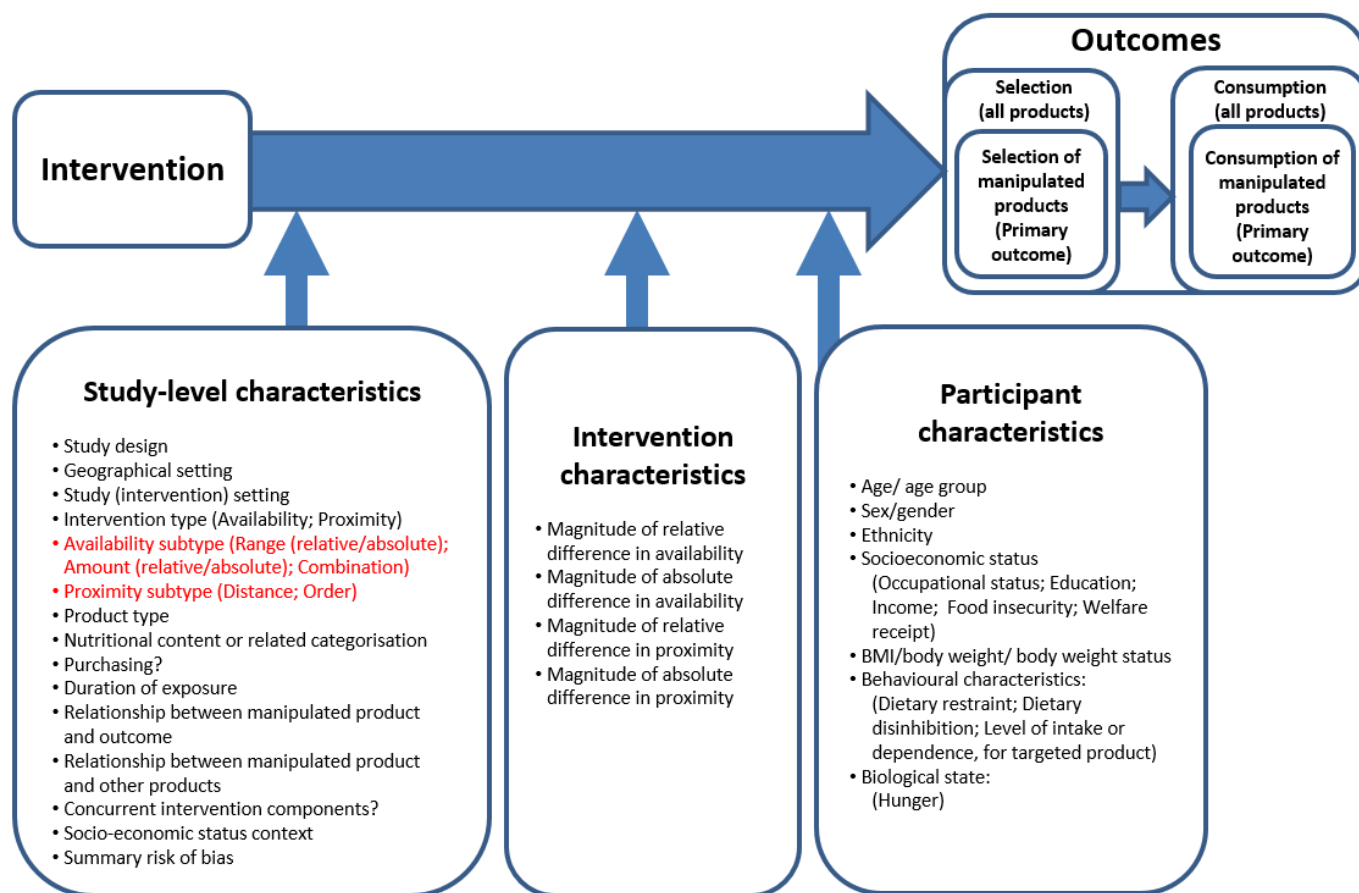 Outcomes
Intervention
Selection
(all products)
Selection of
manipulated
products
(Primary
outcome)
Consumption
(all products)
Consumption of
manipulated
products
(Primary
outcome)
Study-level characteristics
• Study design
• Geographical setting
• Study (intervention) setting
• Intervention type (Availability; Proximity)
• Availability subtype (Range (relative/absolute);
Amount (relative/absolute); Combination)
• Proximity subtype (Distance; Order)
• Product type
• Nutritional content or related categorisation
• Purchasing?
• Duration of exposure
• Relationship between manipulated product
and outcome
• Relationship between manipulated product
and other products
• Concurrent intervention components?
• Socio-economic status context
• Summary risk of bias
Intervention
characteristics
• Magnitude of relative
difference in availability
• Magnitude of absolute
difference in availability
• Magnitude of relative
difference in proximity
• Magnitude of absolute
difference in proximity
Participant
characteristics
• Age/ age group
• Sex/gender
• Ethnicity
• Socioeconomic status
(Occupational status; Education;
Income; Food insecurity; Welfare
receipt)
• BMI/body weight/ body weight status
• Behavioural characteristics:
(Dietary restraint; Dietary
disinhibition; Level of intake or
dependence, for targeted product)
• Biological state:
(Hunger)